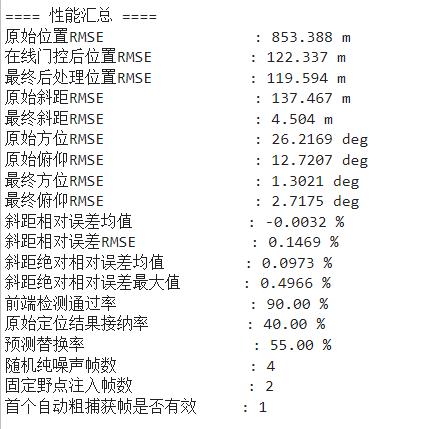 ==== 性能汇总 ====
原始位置RMSE : 853.388 m
在线门控后位置RMSE : 122.337 m
最终后处理位置RMSE : 119.594 m
原始斜距RMSE : 137.467 m
最终斜距RMSE : 4.504 m
原始方位RMSE : 26.2169 deg
原始俯仰RMSE : 12.7207 deg
最终方位RMSE : 1.3021 deg
最终俯仰RMSE : 2.7175 deg
斜距相对误差均值 : -0.0032 %
斜距相对误差RMSE : 0.1469 %
斜距绝对相对误差均值 : 0.0973 %
斜距绝对相对误差最大值 : 0.4966 %
前端检测通过率 : 90.00 %
原始定位结果接纳率 : 40.00 %
预测替换率 : 55.00 %
随机纯噪声帧数 : 4
固定野点注入帧数 : 2
首个自动粗捕获帧是否有效 : 1